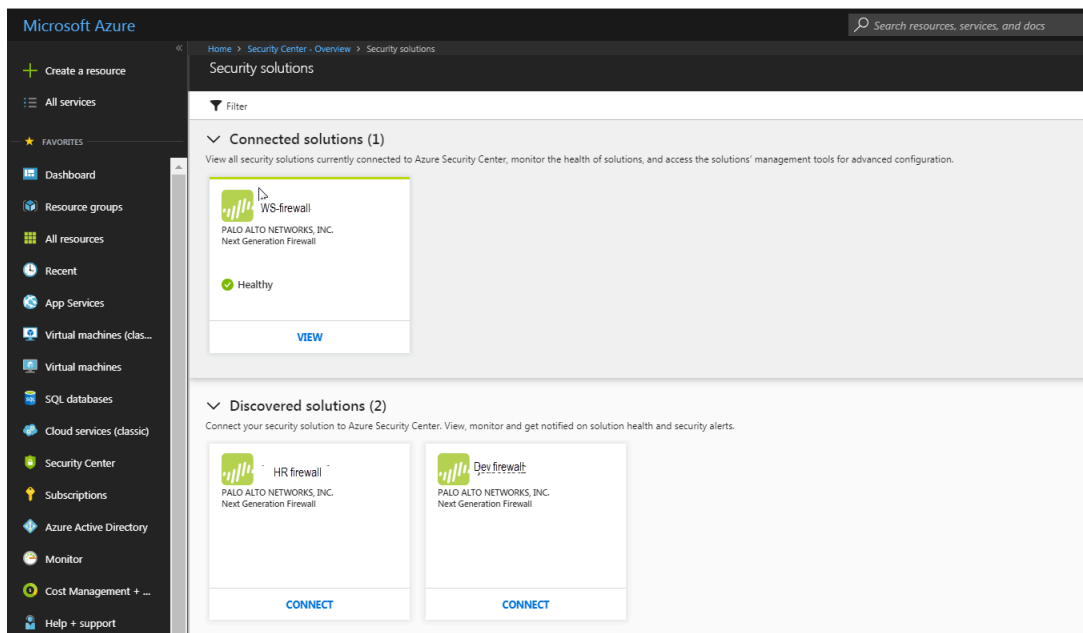 Microsoft Azure
Search resources, services, and docs
Home > Security Center - Overview > Security solutions
Security solutions
Create a resource
All services
FAVORITES
Dashboard
Resource groups
All resources
Recent
App Services
Virtual machines (clas...
Virtual machines
SQL databases
Cloud services (classic)
Security Center
Subscriptions
Azure Active Directory
Monitor
Cost Management + ...
Help + support
Filter
Connected solutions (1)
View all security solutions currently connected to Azure Security Center, monitor the health of solutions, and access the solutions' management tools for advanced configuration.
WS-firewall
PALO ALTO NETWORKS, INC.
Next Generation Firewall
Healthy
VIEW
Discovered solutions (2)
Connect your security solution to Azure Security Center. View, monitor and get notified on solution health and security alerts.
HR firewall
PALO ALTO NETWORKS, INC.
Next Generation Firewall
CONNECT
Dev firewall
PALO ALTO NETWORKS, INC.
Next Generation Firewall
CONNECT